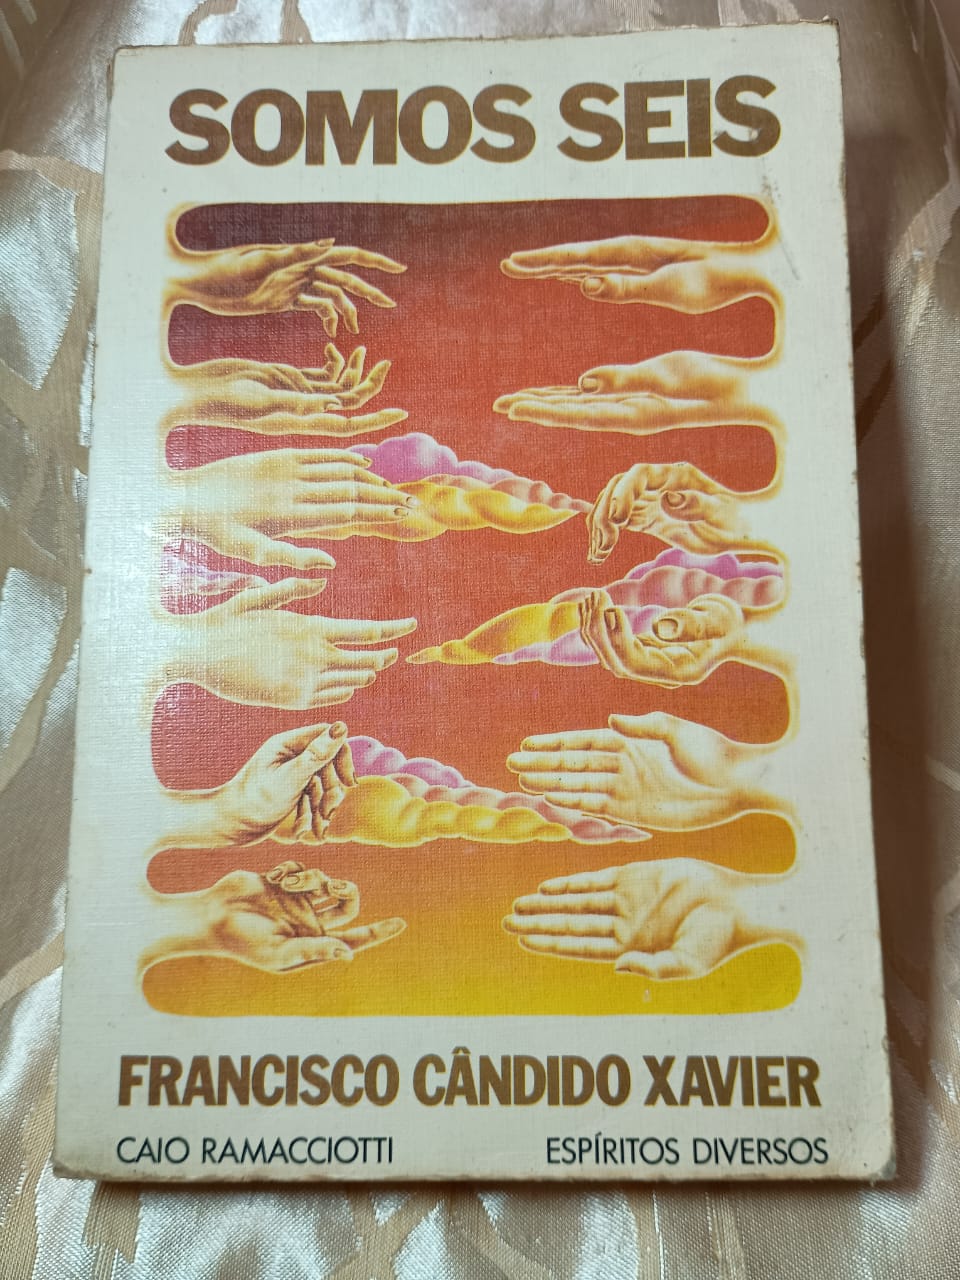 SOMOS SEIS
FRANCISCO CÂNDIDO XAVIER
CAIO RAMACCIOTTI ESPÍRITOS DIVERSOS